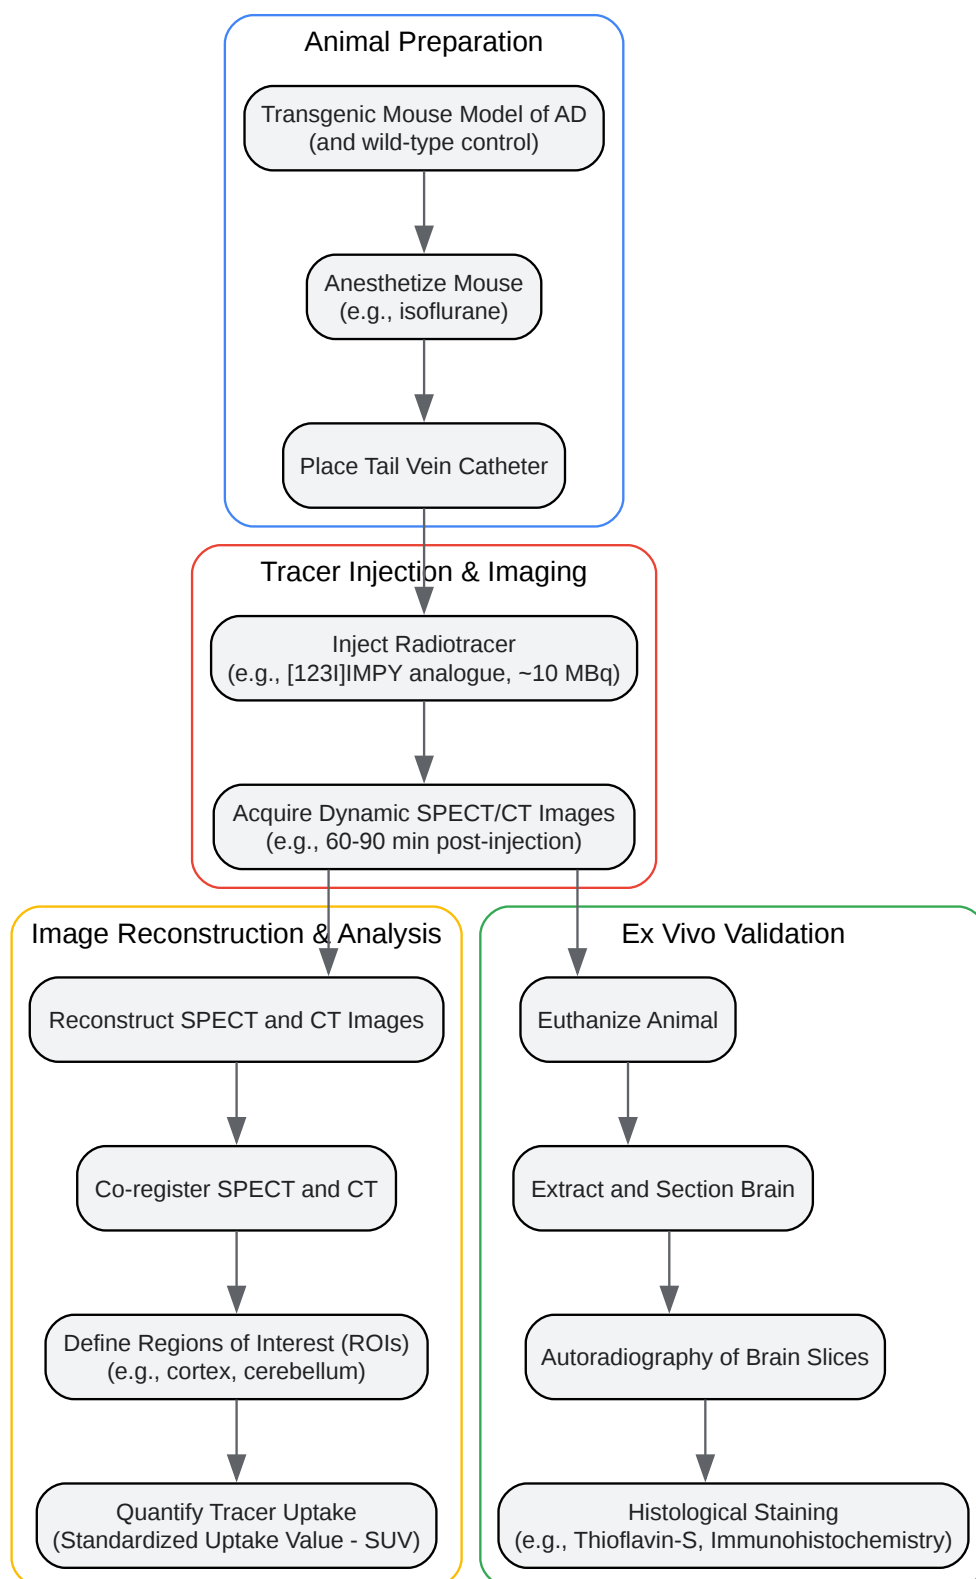 Animal Preparation
Transgenic Mouse Model of AD
(and wild-type control)
Anesthetize Mouse
(e.g., isoflurane)
Place Tail Vein Catheter
Tracer Injection & Imaging
Inject Radiotracer
(e.g., [123I]IMPY analogue, ~10 MBq)
Acquire Dynamic SPECT/CT Images
(e.g., 60-90 min post-injection)
Image Reconstruction & Analysis
Reconstruct SPECT and CT Images
Co-register SPECT and CT
Define Regions of Interest (ROIs)
(e.g., cortex, cerebellum)
Quantify Tracer Uptake
(Standardized Uptake Value - SUV)
Ex Vivo Validation
Euthanize Animal
Extract and Section Brain
Autoradiography of Brain Slices
Histological Staining
(e.g., Thioflavin-S, Immunohistochemistry)